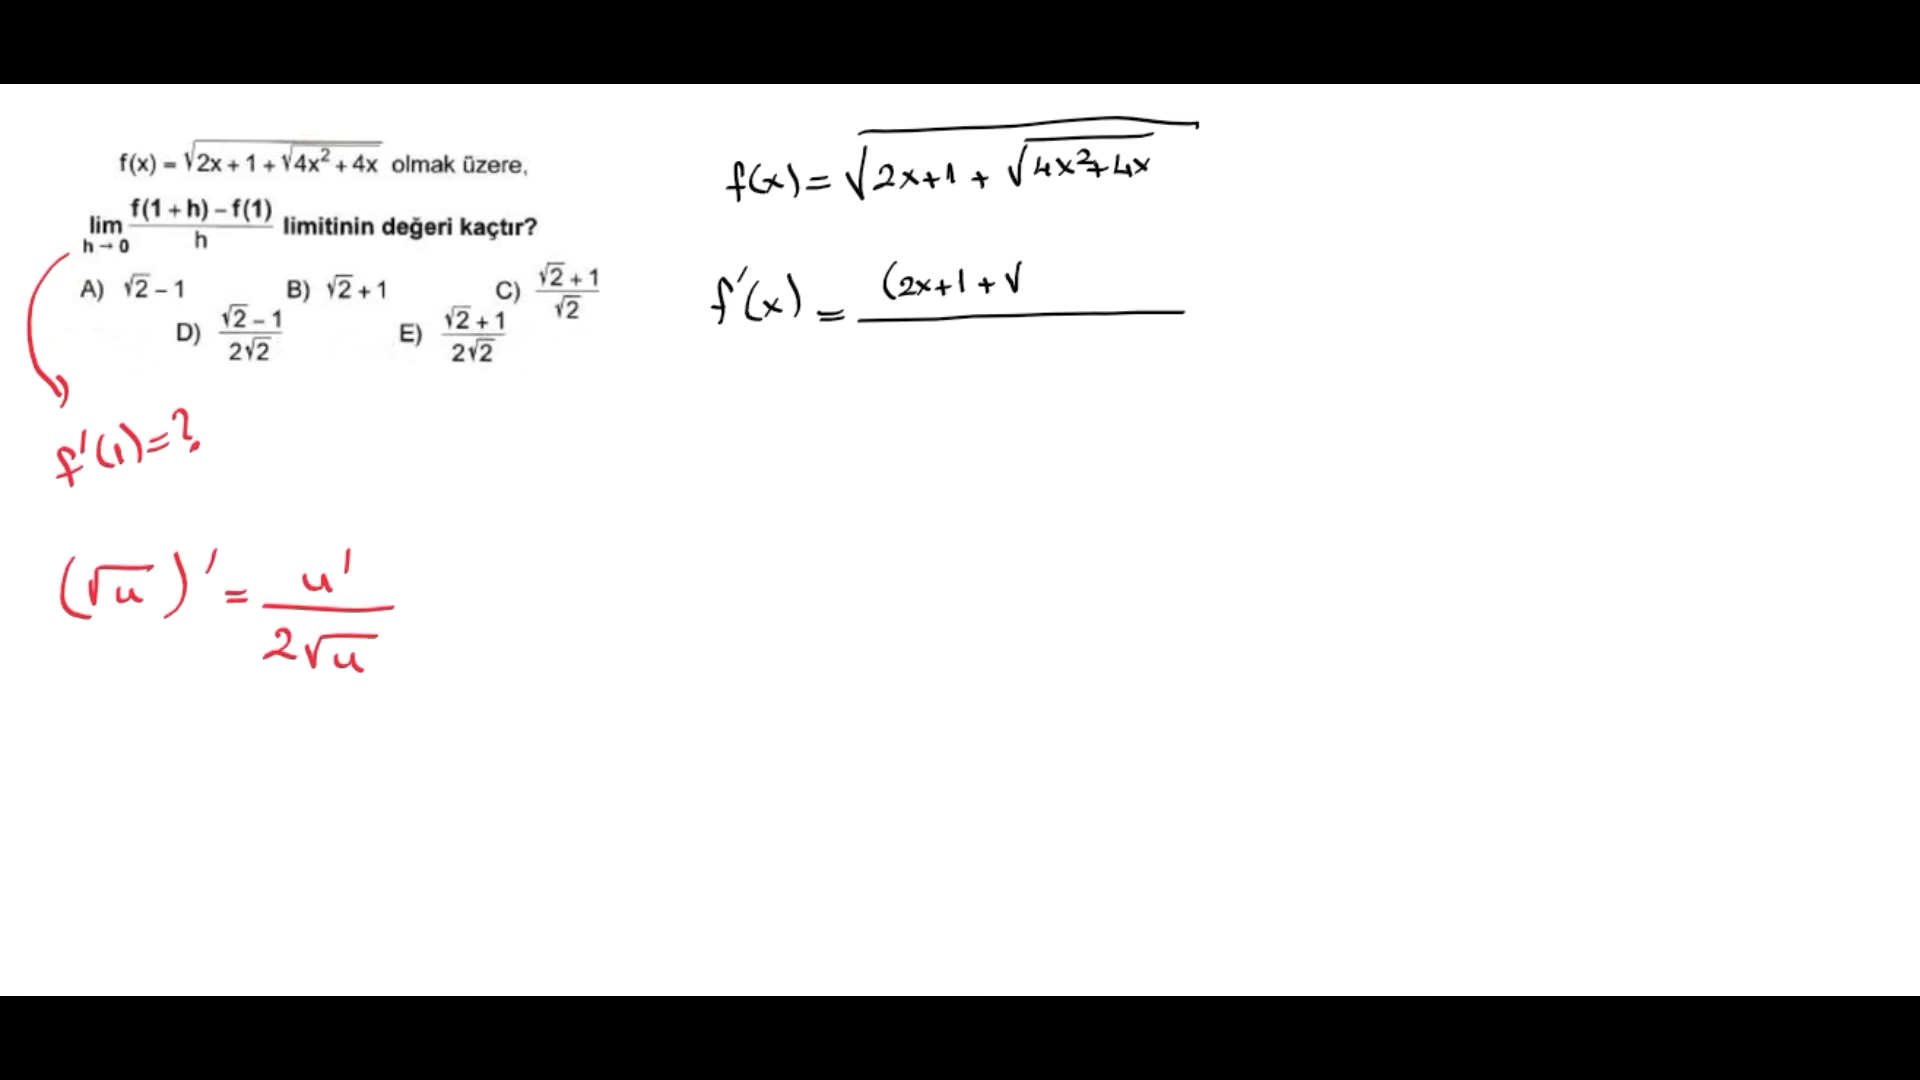 f(x) = √(2x + 1 + √(4x² + 4x)) olmak üzere,
lim h → 0 (f(1 + h) – f(1))/h limitinin değeri kaçtır?
A) √2 – 1 B) √2 + 1 C) (√2 + 1)/√2
D) (√2 – 1)/(2√2) E) (√2 + 1)/(2√2)
f'(1) = ?
(√u)' = u'/(2√u)
f(x) = √(2x+1 + √(4x²+4x))
f'(x) = (2x+1 + √